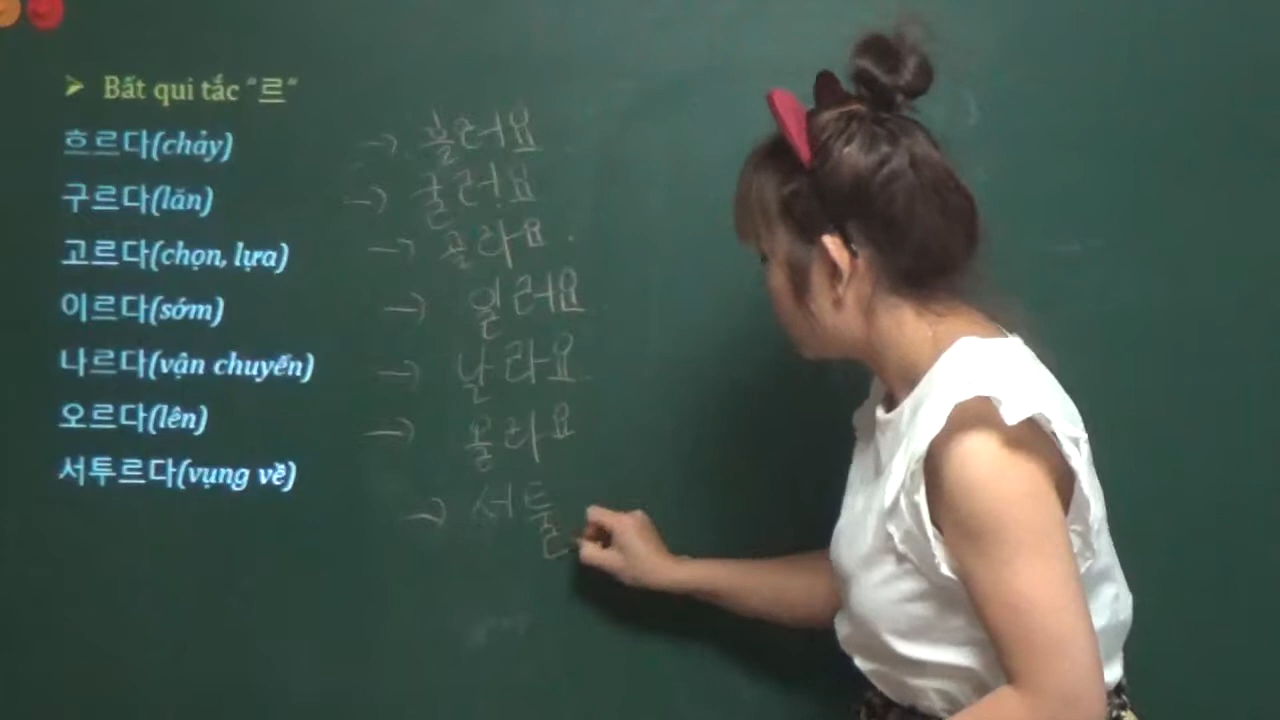 ➤ Bất qui tắc “르”
흐르다(chảy) → 흘러요
구르다(lăn) → 굴러요
고르다(chọn, lựa) → 골라요
이르다(sớm) → 일러요
나르다(vận chuyển) → 날라요
오르다(lên) → 올라요
서투르다(vụng về) → 서툴